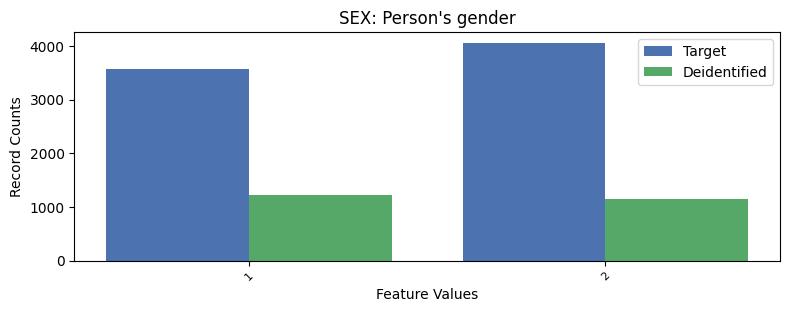 SEX: Person's gender
Target
Deidentified
Record Counts
4000
3000
2000
1000
0
1
2
Feature Values